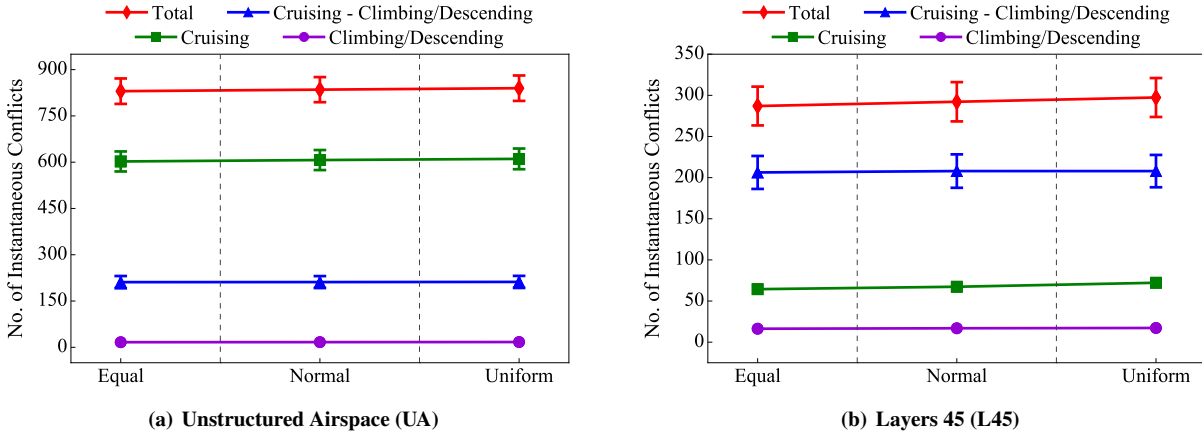 Total
Cruising - Climbing/Descending
Cruising
Climbing/Descending
No. of Instantaneous Conflicts
900
750
600
450
300
150
0
Equal
Normal
Uniform
(a) Unstructured Airspace (UA)
Total
Cruising - Climbing/Descending
Cruising
Climbing/Descending
No. of Instantaneous Conflicts
350
300
250
200
150
100
50
0
Equal
Normal
Uniform
(b) Layers 45 (L45)